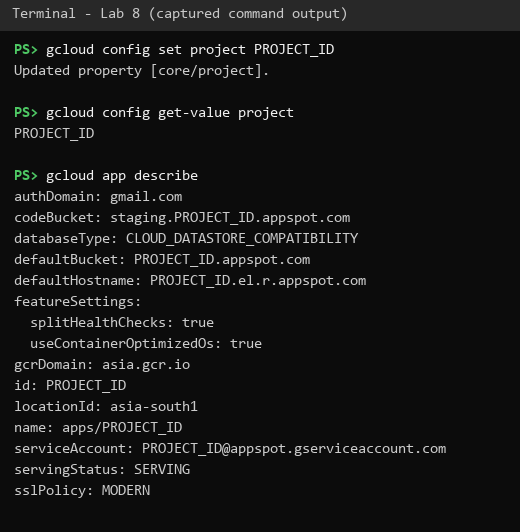 Terminal - Lab 8 (captured command output)
PS> gcloud config set project PROJECT_ID
Updated property [core/project].
PS> gcloud config get-value project
PROJECT_ID
PS> gcloud app describe
authDomain: gmail.com
codeBucket: staging.PROJECT_ID.appspot.com
databaseType: CLOUD_DATASTORE_COMPATIBILITY
defaultBucket: PROJECT_ID.appspot.com
defaultHostname: PROJECT_ID.el.r.appspot.com
featureSettings:
  splitHealthChecks: true
  useContainerOptimizedOs: true
gcrDomain: asia.gcr.io
id: PROJECT_ID
locationId: asia-south1
name: apps/PROJECT_ID
serviceAccount: PROJECT_ID@appspot.gserviceaccount.com
servingStatus: SERVING
sslPolicy: MODERN